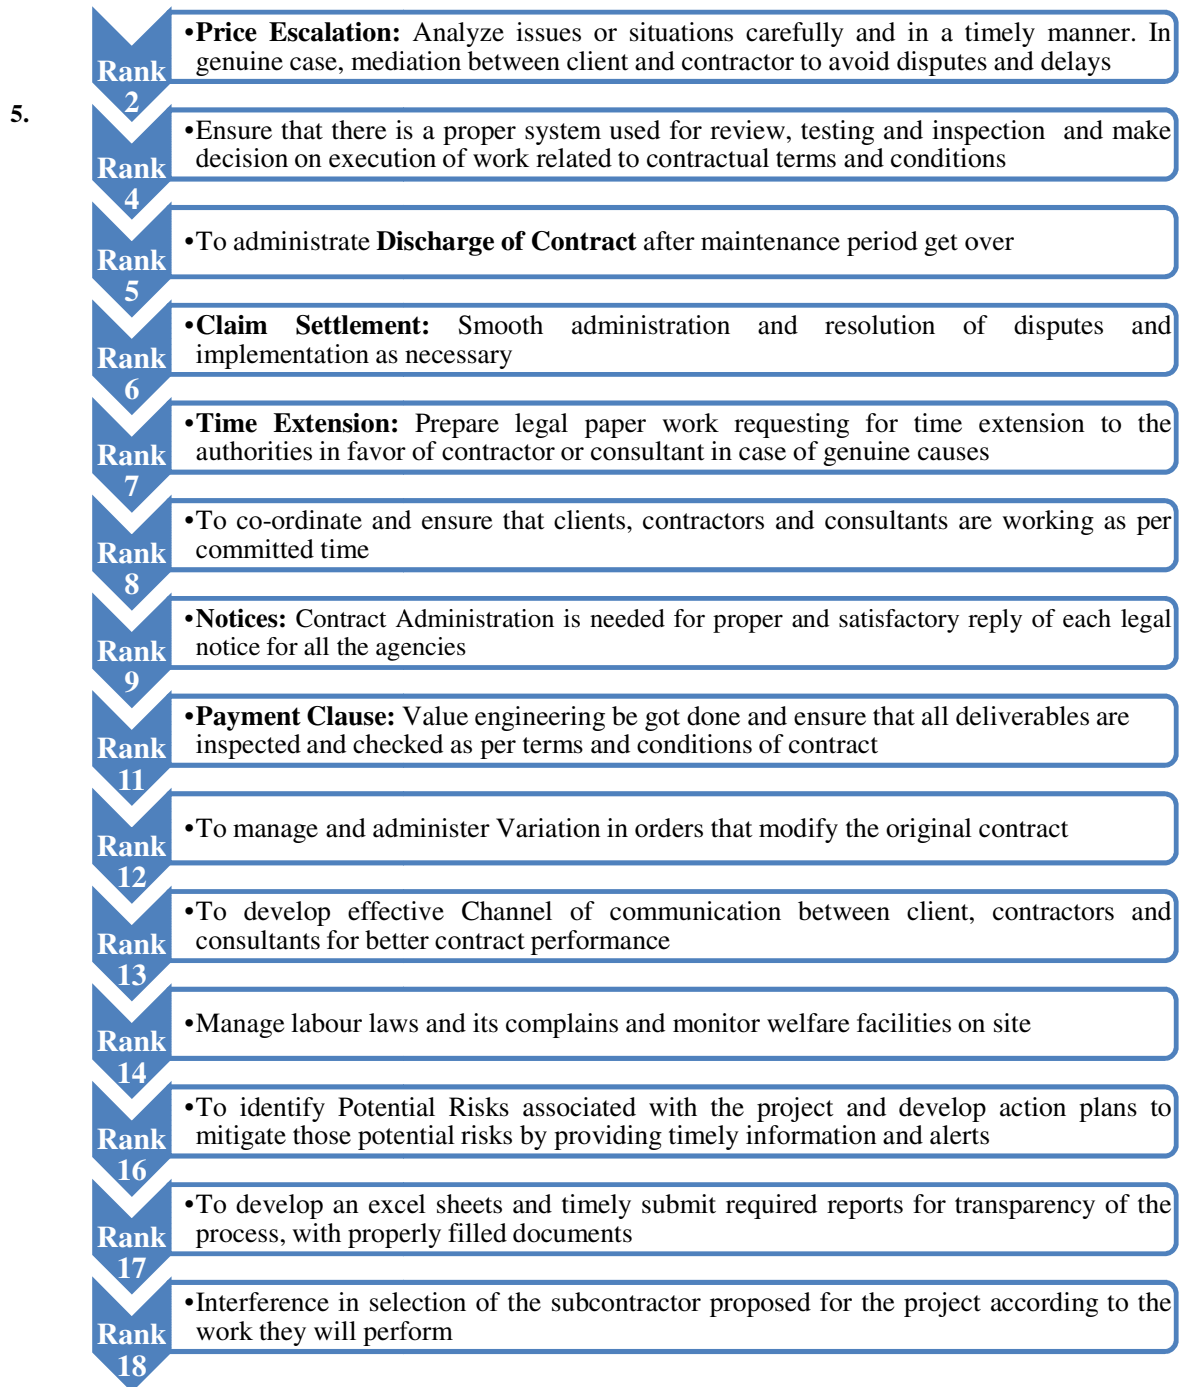 •Price Escalation: Analyze issues or situations carefully and in a timely manner. In
genuine case, mediation between client and contractor to avoid disputes and delays
Rank
2
5.
•Ensure that there is a proper system used for review, testing and inspection and make
decision on execution of work related to contractual terms and conditions
Rank
4
•To administrate Discharge of Contract after maintenance period get over
Rank
5
•Claim Settlement: Smooth administration and resolution of disputes and
implementation as necessary
Rank
6
•Time Extension: Prepare legal paper work requesting for time extension to the
authorities in favor of contractor or consultant in case of genuine causes
Rank
7
•To co-ordinate and ensure that clients, contractors and consultants are working as per
committed time
Rank
8
•Notices: Contract Administration is needed for proper and satisfactory reply of each legal
notice for all the agencies
Rank
9
•Payment Clause: Value engineering be got done and ensure that all deliverables are
inspected and checked as per terms and conditions of contract
Rank
11
•To manage and administer Variation in orders that modify the original contract
Rank
12
•To develop effective Channel of communication between client, contractors and
consultants for better contract performance
Rank
13
•Manage labour laws and its complains and monitor welfare facilities on site
Rank
14
•To identify Potential Risks associated with the project and develop action plans to
mitigate those potential risks by providing timely information and alerts
Rank
16
•To develop an excel sheets and timely submit required reports for transparency of the
process, with properly filled documents
Rank
17
•Interference in selection of the subcontractor proposed for the project according to the
work they will perform
Rank
18